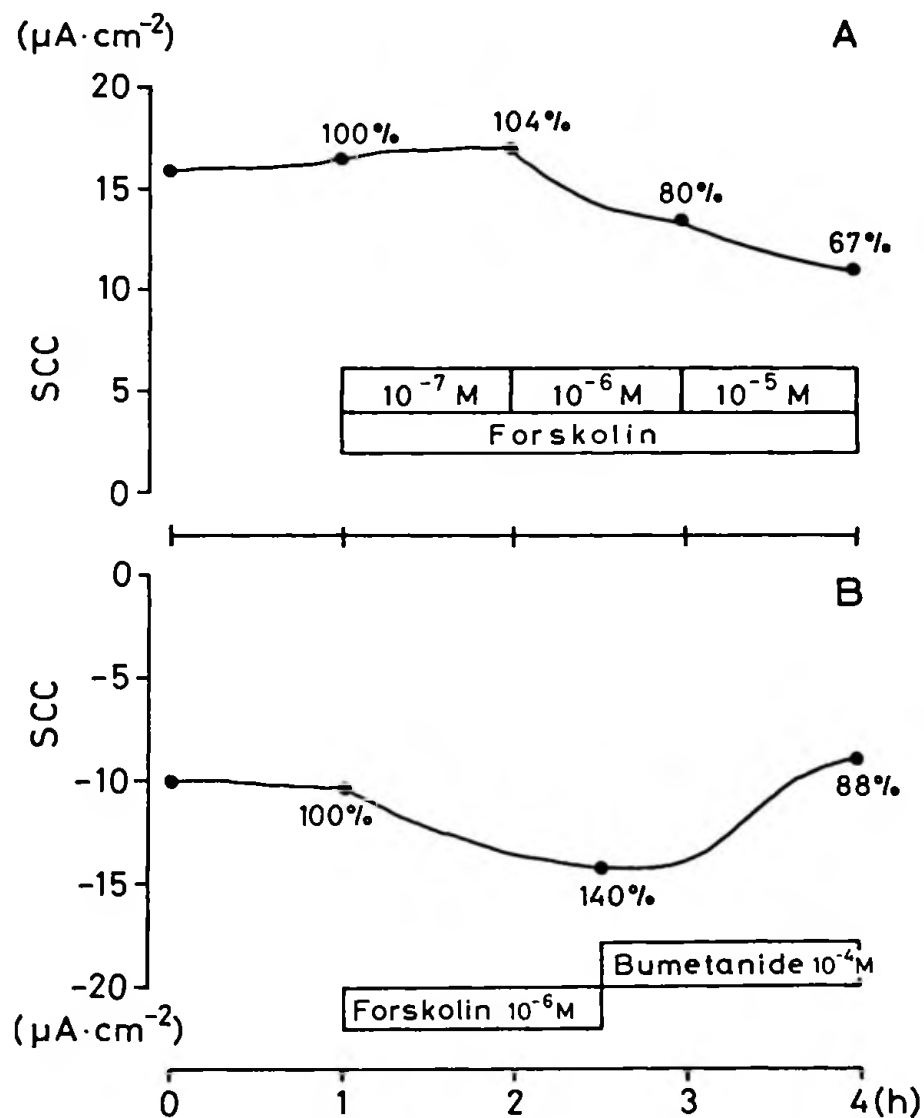 (µA·cm⁻²)
A
20
100%
104%
15
80%
67%
10
SCC
5
10⁻⁷ M 10⁻⁶ M 10⁻⁵ M
Forskolin
0
0
B
-5
SCC
-10
100%
88%
-15
140%
Bumetanide 10⁻⁴M
-20
Forskolin 10⁻⁶M
(µA·cm⁻²)
0 1 2 3 4 (h)